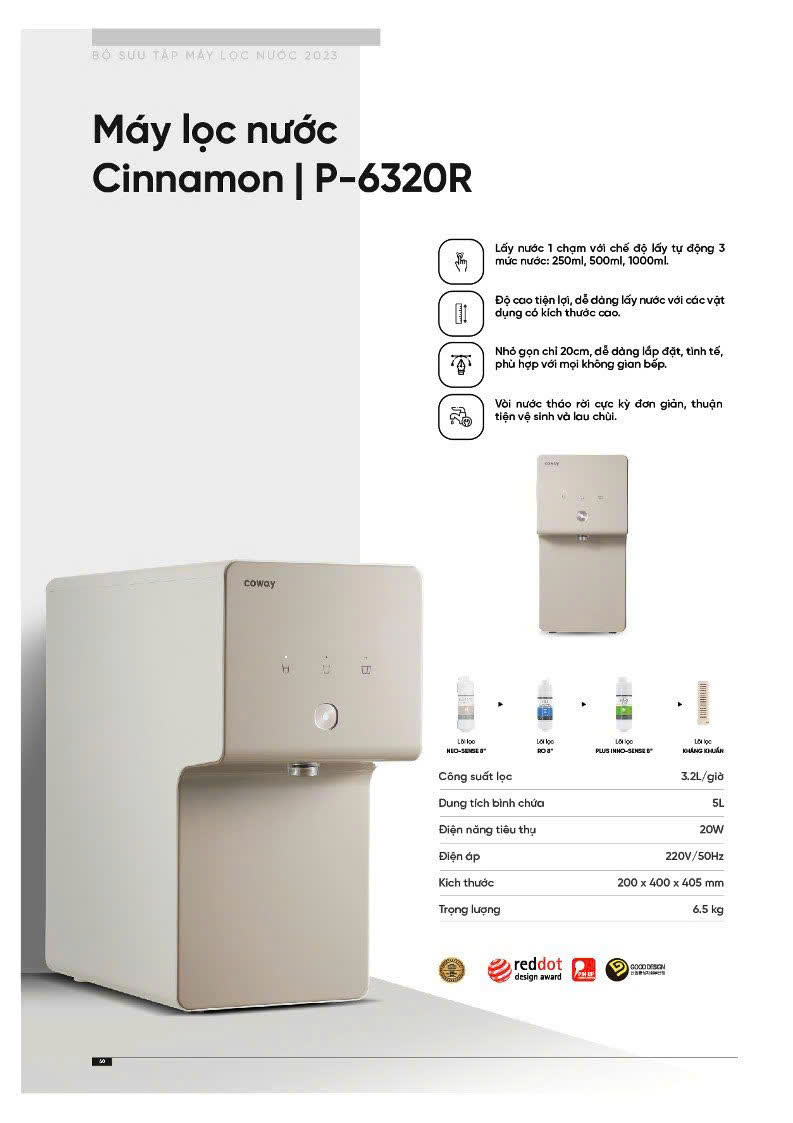 BỘ SƯU TẬP MÁY LỌC NƯỚC 2023
Máy lọc nước
Cinnamon | P-6320R
Lấy nước 1 chạm với chế độ lấy tự động 3
mức nước: 250ml, 500ml, 1000ml.
Độ cao tiện lợi, dễ dàng lấy nước với các vật
dụng có kích thước cao.
Nhỏ gọn chỉ 20cm, dễ dàng lắp đặt, tinh tế,
phù hợp với mọi không gian bếp.
Vòi nước tháo rời cực kỳ đơn giản, thuận
tiện vệ sinh và lau chùi.
coway
coway
Lõi lọc
NEO-SENSE 8"
Lõi lọc
RO 8"
Lõi lọc
PLUS INNO-SENSE 8"
Lõi lọc
KHÁNG KHUẨN
Công suất lọc 3.2L/giờ
Dung tích bình chứa 5L
Điện năng tiêu thụ 20W
Điện áp 220V/50Hz
Kích thước 200 x 400 x 405 mm
Trọng lượng 6.5 kg
reddot
design award
PIN UP
GOOD DESIGN
60